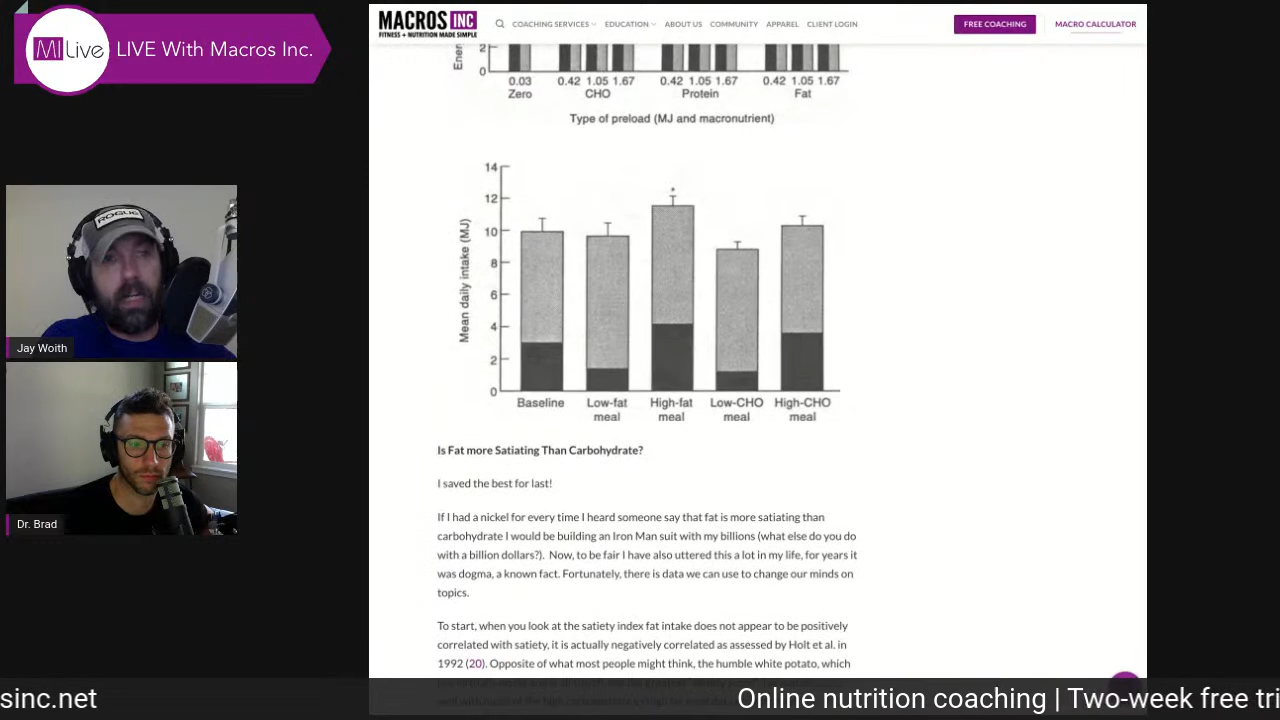 MI Live
LIVE With Macros Inc.
MACROS INC
FITNESS + NUTRITION MADE SIMPLE
COACHING SERVICES
EDUCATION
ABOUT US
COMMUNITY
APPAREL
CLIENT LOGIN
FREE COACHING
MACRO CALCULATOR
Ener
2
0
0.03 0.42 1.05 1.67 0.42 1.05 1.67 0.42 1.05 1.67
Zero CHO Protein Fat
Type of preload (MJ and macronutrient)
Mean daily intake (MJ)
14
12
10
8
6
4
2
0
*
Baseline Low-fat High-fat Low-CHO High-CHO
meal meal meal meal
ROGUE
Jay Woith
Dr. Brad
Is Fat more Satiating Than Carbohydrate?
I saved the best for last!
If I had a nickel for every time I heard someone say that fat is more satiating than
carbohydrate I would be building an Iron Man suit with my billions (what else do you do
with a billion dollars?). Now, to be fair I have also uttered this a lot in my life, for years it
was dogma, a known fact. Fortunately, there is data we can use to change our minds on
topics.
To start, when you look at the satiety index fat intake does not appear to be positively
correlated with satiety, it is actually negatively correlated as assessed by Holt et al. in
1992 (20). Opposite of what most people might think, the humble white potato, which
sinc.net
Online nutrition coaching | Two-week free tri